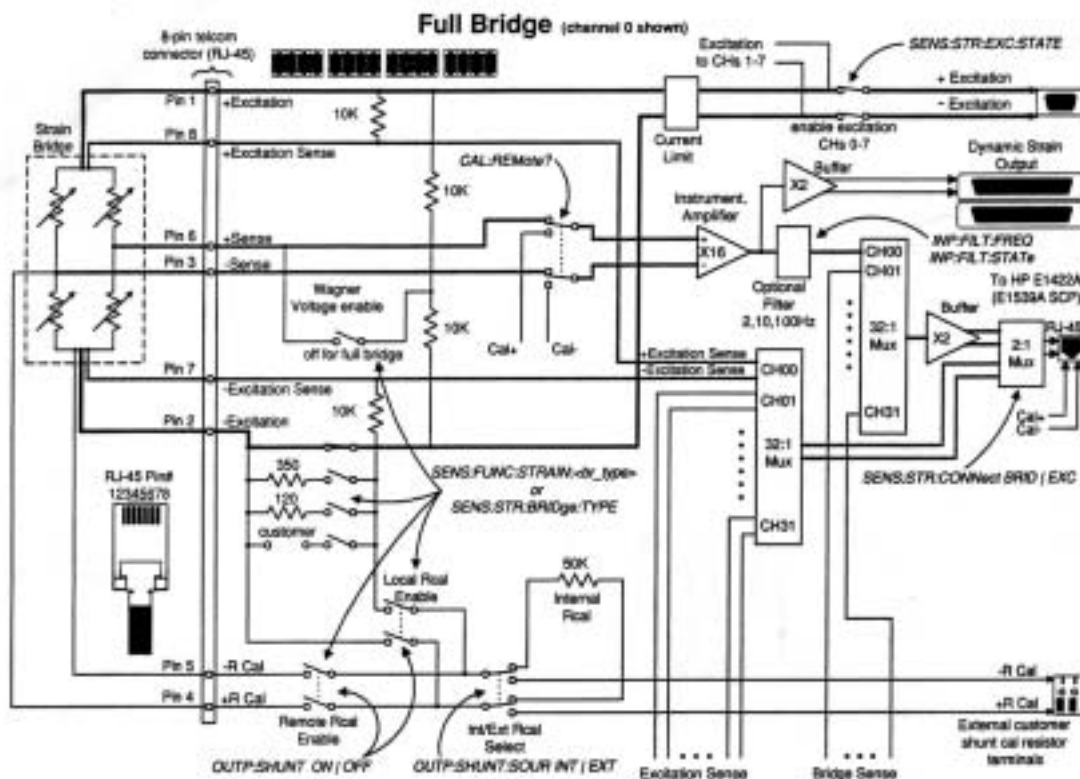 Full Bridge (channel 0 shown)
8-pin telcom
connector (RJ-45)
Excitation
to CHs 1-7
SENS:STR:EXC:STATE
Pin 1
+Excitation
10K
+ Excitation
- Excitation
Strain
Bridge
Pin 8
+Excitation Sense
Current
Limit
enable excitation
CHs 0-7
CAL:REMote?
Buffer
X2
Dynamic Strain
Output
10K
Instrument.
Amplifier
Pin 6
+Sense
X16
+
-
INP:FILT:FREQ
INP:FILT:STATe
Pin 3
-Sense
CH00
CH01
To HP E1422A
(E1539A SCP)
Wagner
Voltage enable
Optional
Filter
2,10,100Hz
Buffer
RJ-45
10K
32:1
Mux
X2
2:1
Mux
off for full bridge
Cal+
Cal-
+Excitation Sense
-Excitation Sense
CH00
Pin 7
-Excitation Sense
CH01
CH31
Cal+
Cal-
10K
Pin 2
-Excitation
32:1
Mux
350
SENS:FUNC:STRAIN:<br_type>
or
SENS:STR:BRIDge:TYPE
SENS:STR:CONNect BRID | EXC
RJ-45 Pin#
12345678
120
customer
CH31
Local Rcal
Enable
50K
Internal
Rcal
Pin 5
-R Cal
-R Cal
Pin 4
+R Cal
+R Cal
Remote Rcal
Enable
Int/Ext Rcal
Select
External customer
shunt cal resistor
terminals
OUTP:SHUNT ON | OFF
OUTP:SHUNT:SOUR INT | EXT
Excitation Sense
Bridge Sense